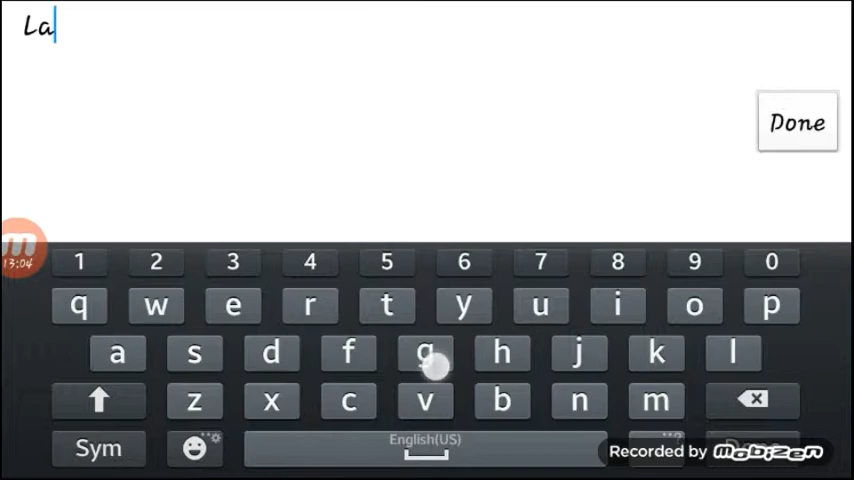 La
Done
m
13:04
1 2 3 4 5 6 7 8 9 0
q w e r t y u i o p
a s d f g h j k l
z x c v b n m
Sym English(US)
Recorded by mobizen